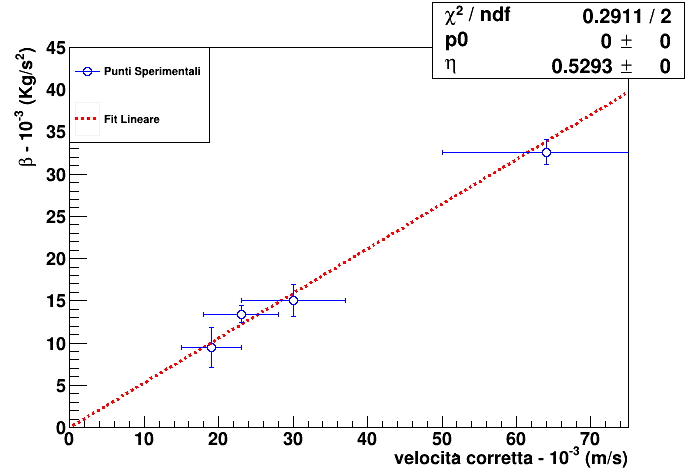 χ² / ndf 0.2911 / 2
p0 0 ± 0
η 0.5293 ± 0
Punti Sperimentali
Fit Lineare
β - 10⁻³ (Kg/s²)
45
40
35
30
25
20
15
10
5
0
0 10 20 30 40 50 60 70
velocità corretta - 10⁻³ (m/s)